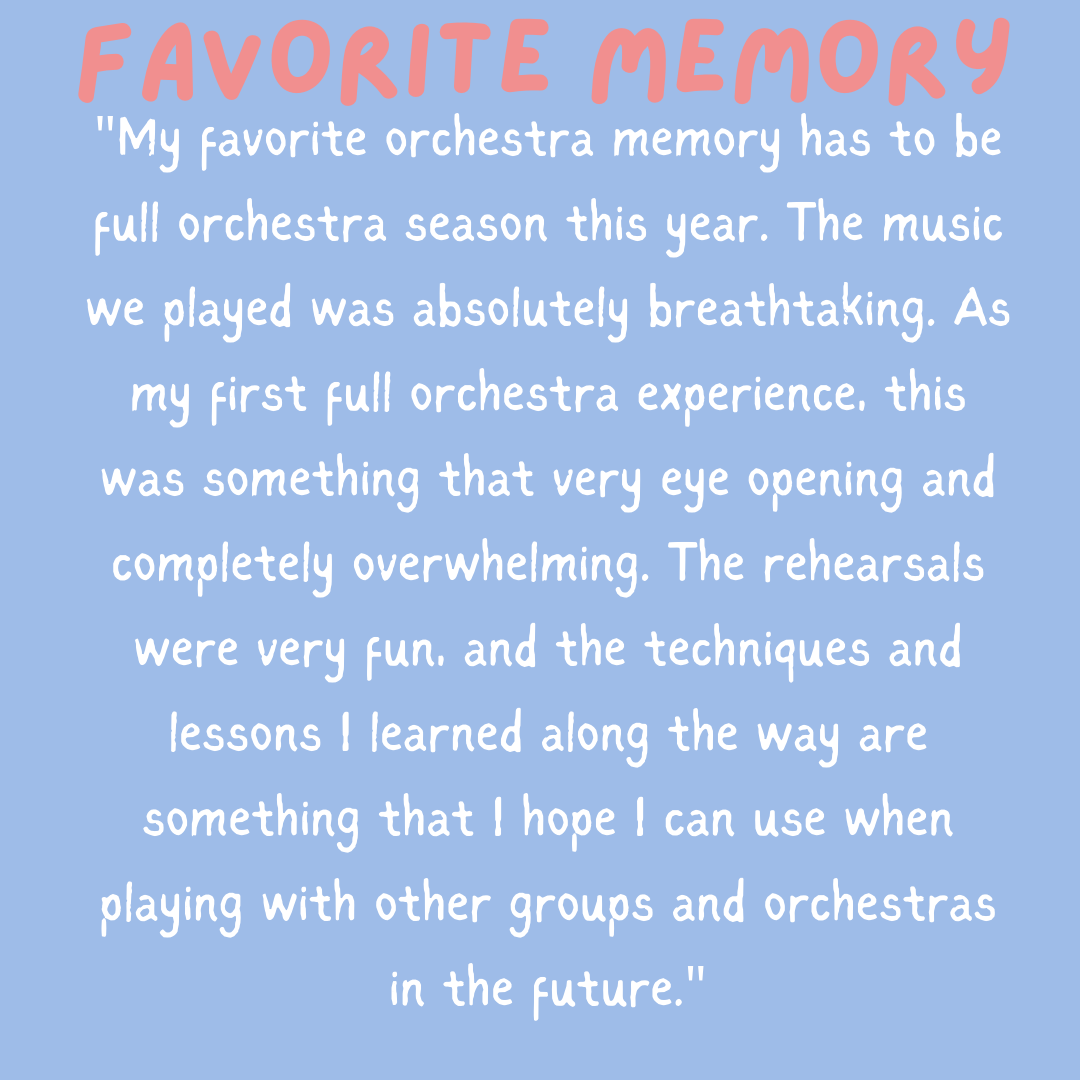 FAVORITE MEMORY
"My favorite orchestra memory has to be
full orchestra season this year. The music
we played was absolutely breathtaking. As
my first full orchestra experience, this
was something that very eye opening and
completely overwhelming. The rehearsals
were very fun, and the techniques and
lessons I learned along the way are
something that I hope I can use when
playing with other groups and orchestras
in the future."